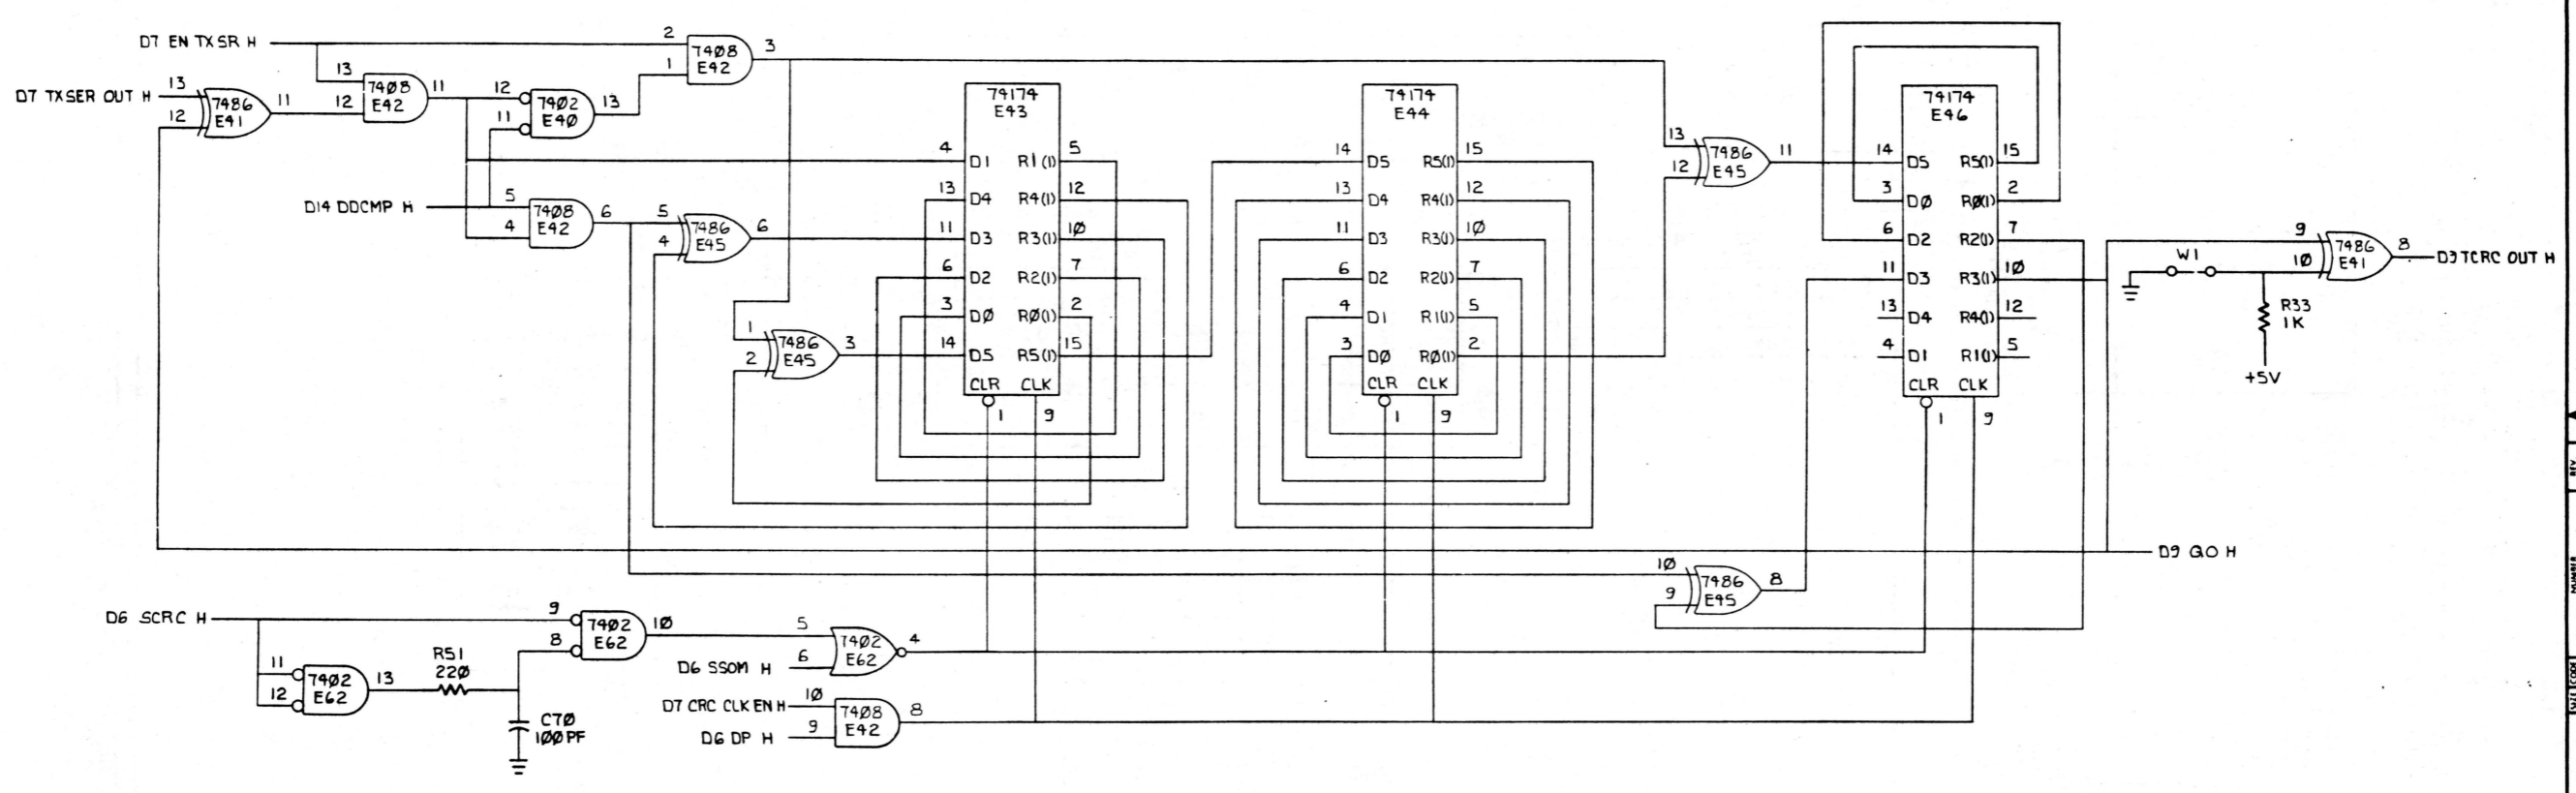 D7 EN TXSR H
2
7408
E42
3
1
D7 TXSER OUT H
13
12
7486
E41
11
13
12
7408
E42
11
12
11
7402
E40
13
D14 DDCMP H
5
4
7408
E42
6
5
4
7486
E45
6
1
2
7486
E45
3
74174
E43
4 D1 R1(1) 5
13 D4 R4(1) 12
11 D3 R3(1) 10
6 D2 R2(1) 7
3 D0 R0(1) 2
14 D5 R5(1) 15
CLR CLK
1 9
74174
E44
14 D5 R5(1) 15
13 D4 R4(1) 12
11 D3 R3(1) 10
6 D2 R2(1) 7
4 D1 R1(1) 5
3 D0 R0(1) 2
CLR CLK
1 9
13
12
7486
E45
11
74174
E46
14 D5 R5(1) 15
3 D0 R0(1) 2
6 D2 R2(1) 7
11 D3 R3(1) 10
13 D4 R4(1) 12
4 D1 R1(1) 5
CLR CLK
1 9
W1
9
10
7486
E41
8
D9 TCRC OUT H
R33
1K
+5V
D9 QO H
10
9
7486
E45
8
D6 SCRC H
9
8
7402
E62
10
11
12
7402
E62
13
R51
220
C70
100PF
5
6
7402
E62
4
D6 SSOM H
D7 CRC CLK EN H
10
9
7408
E42
8
D6 DP H
REV
NUMBER